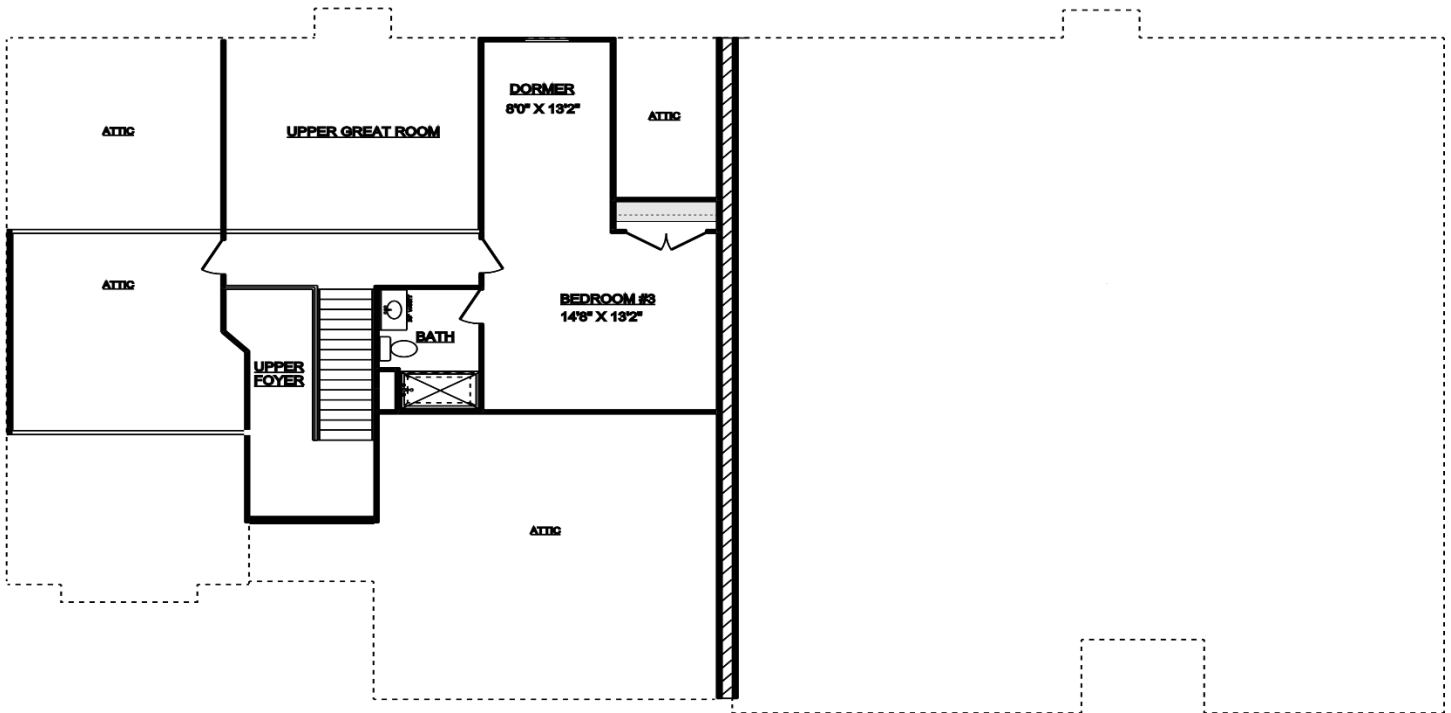 DORMER
8'0" X 13'2"
ATTIC
UPPER GREAT ROOM
ATTIC
ATTIC
BEDROOM #3
14'8" X 13'2"
BATH
UPPER
FOYER
ATTIC